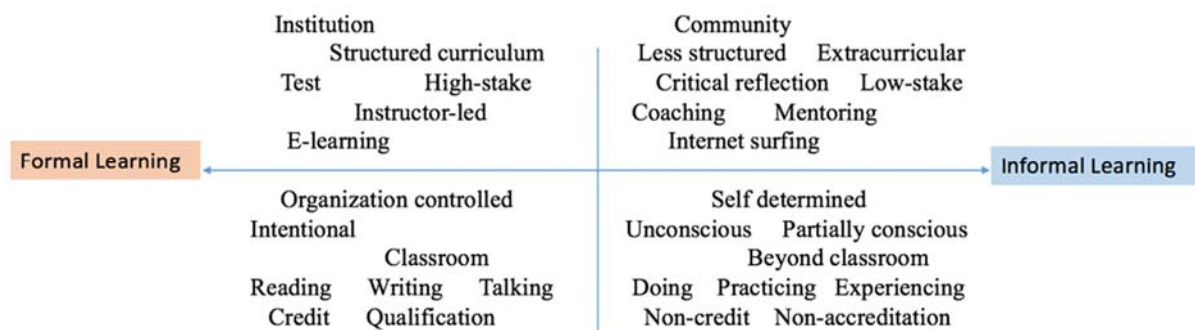 Institution
Structured curriculum
Test High-stake
Instructor-led
E-learning
Community
Less structured Extracurricular
Critical reflection Low-stake
Coaching Mentoring
Internet surfing
Formal Learning
Informal Learning
Organization controlled
Intentional
Classroom
Reading Writing Talking
Credit Qualification
Self determined
Unconscious Partially conscious
Beyond classroom
Doing Practicing Experiencing
Non-credit Non-accreditation